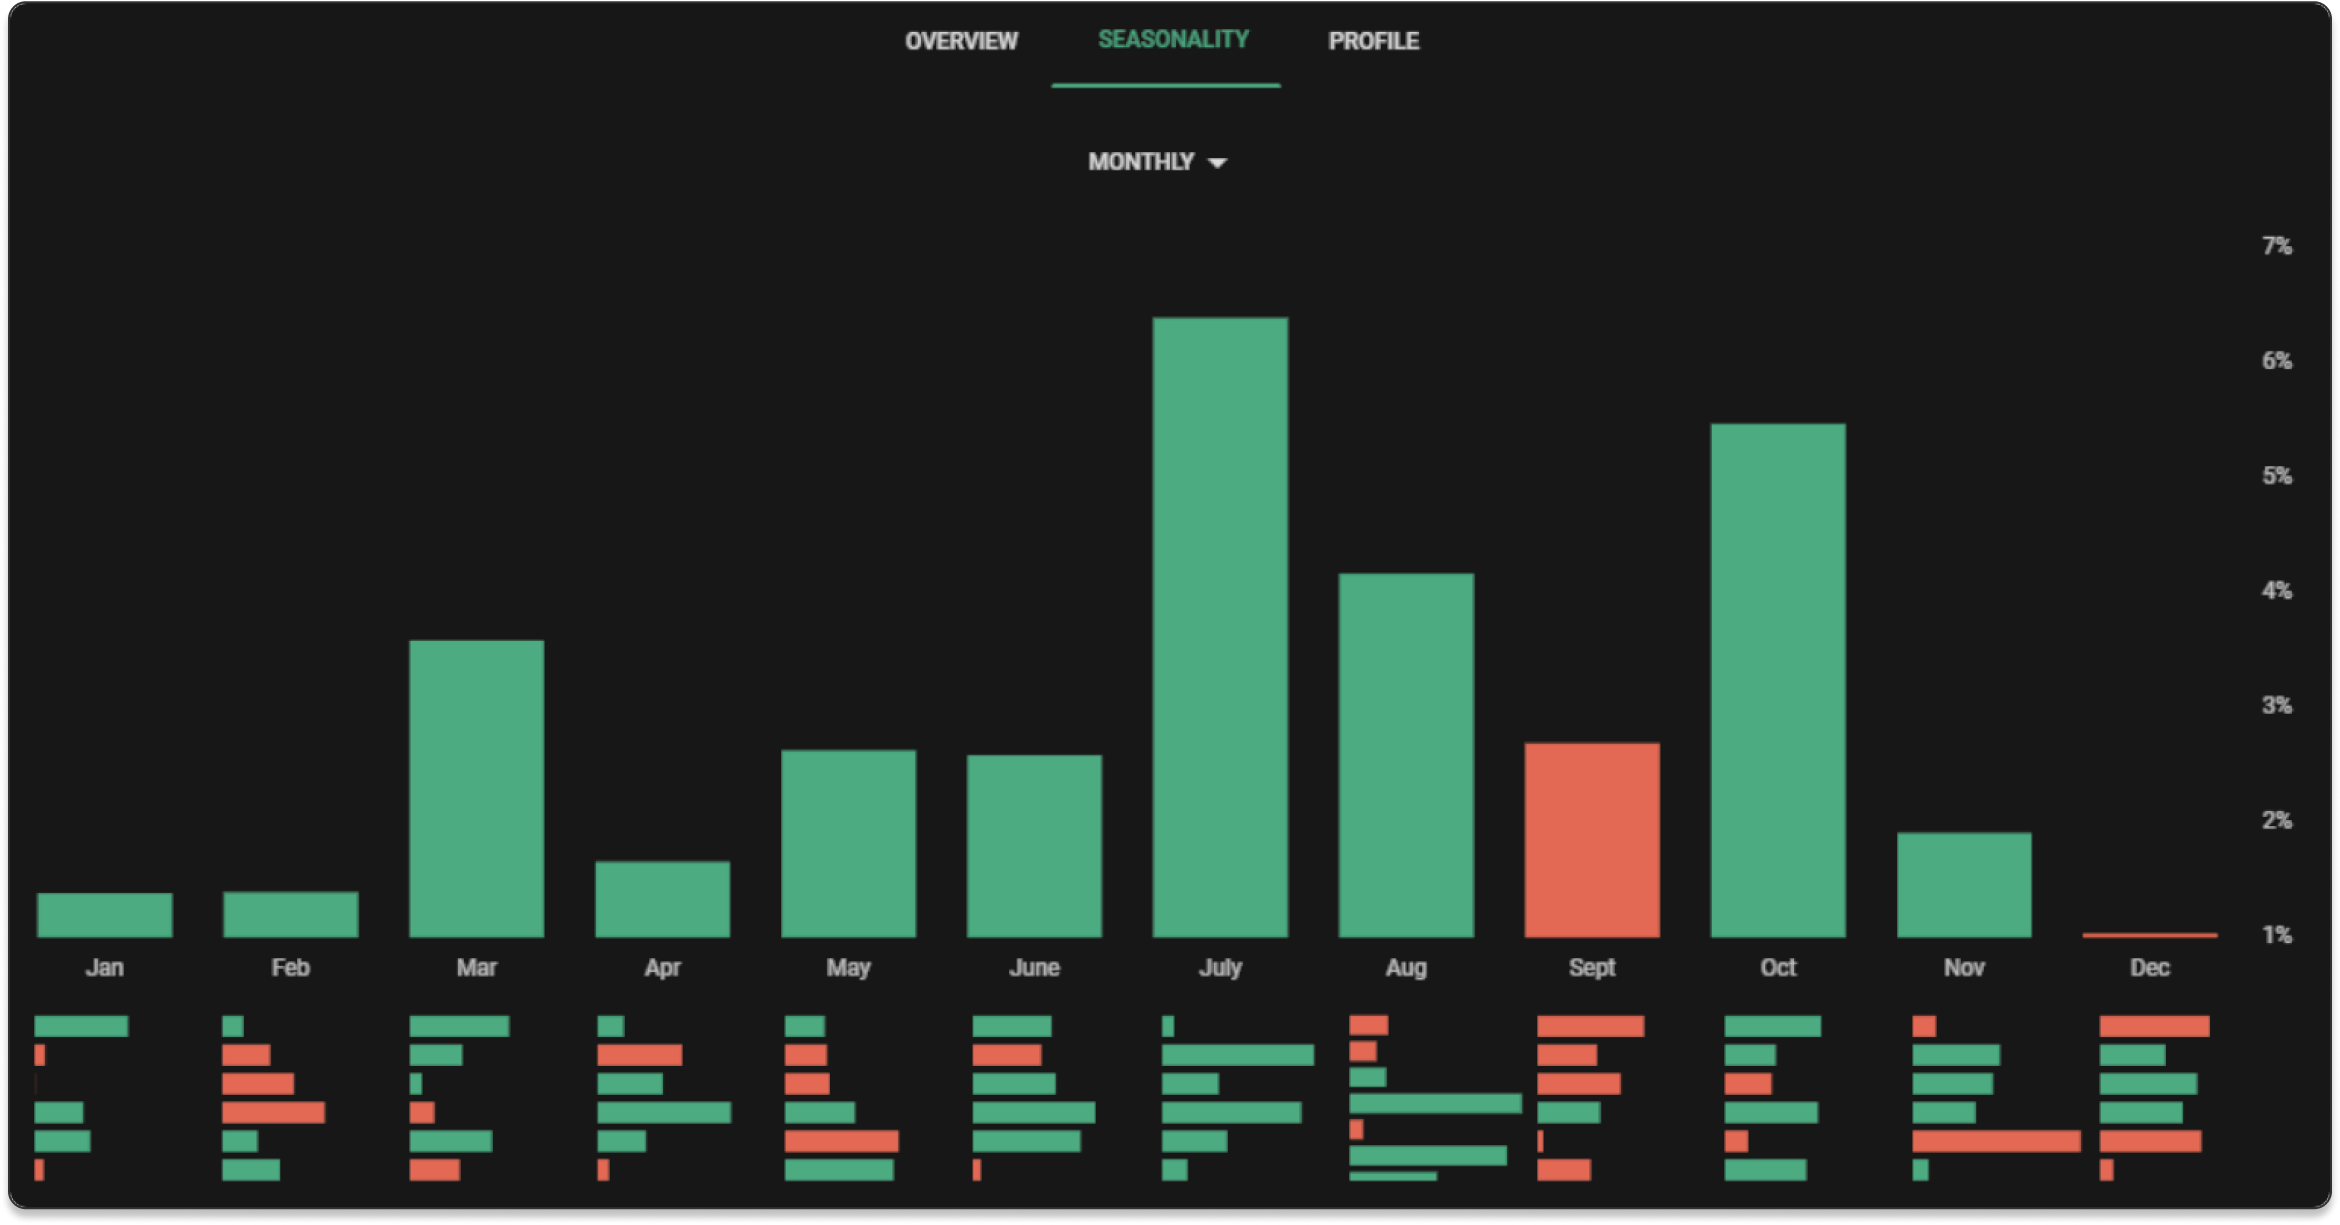 OVERVIEW SEASONALITY PROFILE
MONTHLY
7%
6%
5%
4%
3%
2%
1%
Jan Feb Mar Apr May June July Aug Sept Oct Nov Dec